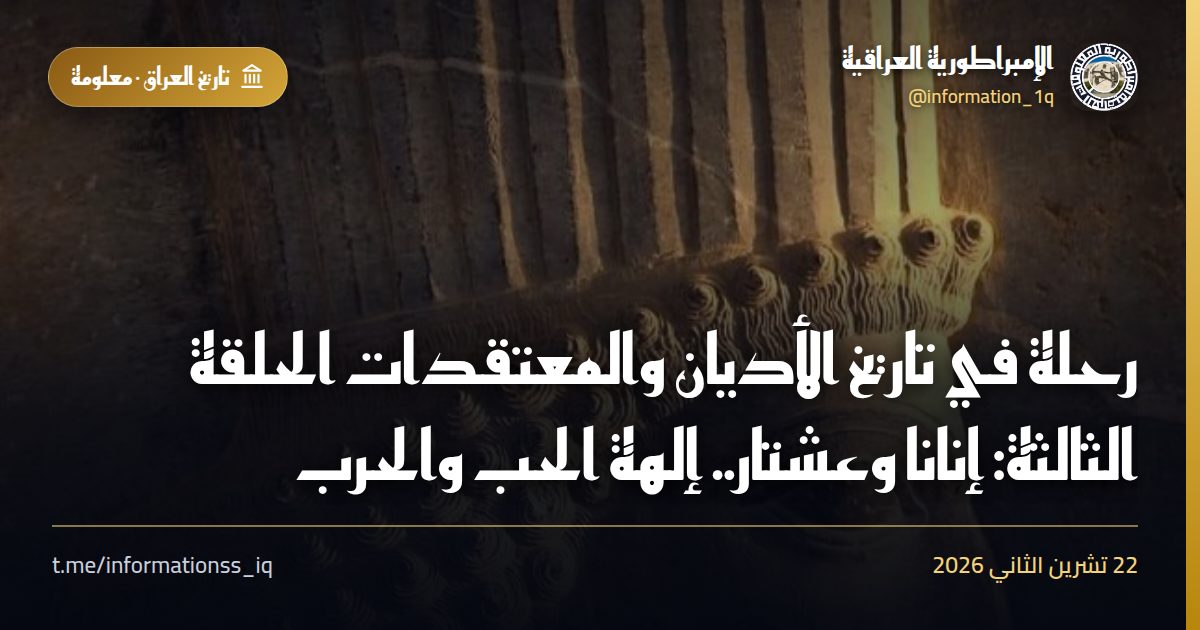 الإمبراطورية العراقية
@information_1q
تاريخ العراق · معلومة
رحلة في تاريخ الأديان والمعتقدات الحلقة
الثالثة: إنانا وعشتار.. إلهة الحب والحرب
22 تشرين الثاني 2026
t.me/informationss_iq